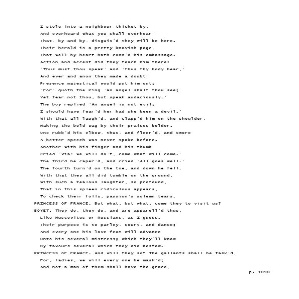 I stole into a neighbour thicket by,
And overheard what you shall overhear
That, by and by, disguis'd they will be here.
Their herald is a pretty knavish page,
That well by heart hath conn'd his embassage.
Action and accent did they teach him there:
'Thus must thou speak' and 'thus thy body bear,'
And ever and anon they made a doubt
Presence majestical would put him out;
'For' quoth the King 'an angel shalt thou see;
Yet fear not thou, but speak audaciously.'
The boy replied 'An angel is not evil;
I should have fear'd her had she been a devil.'
With that all laugh'd, and clapp'd him on the shoulder,
Making the bold wag by their praises bolder.
One rubb'd his elbow, thus, and fleer'd, and swore
A better speech was never spoke before.
Another with his finger and his thumb
Cried 'Via! we will do't, come what will come.'
The third he caper'd, and cried 'All goes well.'
The fourth turn'd on the toe, and down he fell.
With that they all did tumble on the ground,
With such a zealous laughter, so profound,
That in this spleen ridiculous appears,
To check their folly, passion's solemn tears.
PRINCESS OF FRANCE. But what, but what, come they to visit us?
BOYET. They do, they do, and are apparell'd thus,
Like Muscovites or Russians, as I guess.
Their purpose is to parley, court, and dance;
And every one his love-feat will advance
Unto his several mistress; which they'll know
By favours several which they did bestow.
PRINCESS OF FRANCE. And will they so? The gallants shall be task'd,
For, ladies, we will every one be mask'd;
And not a man of them shall have the grace,